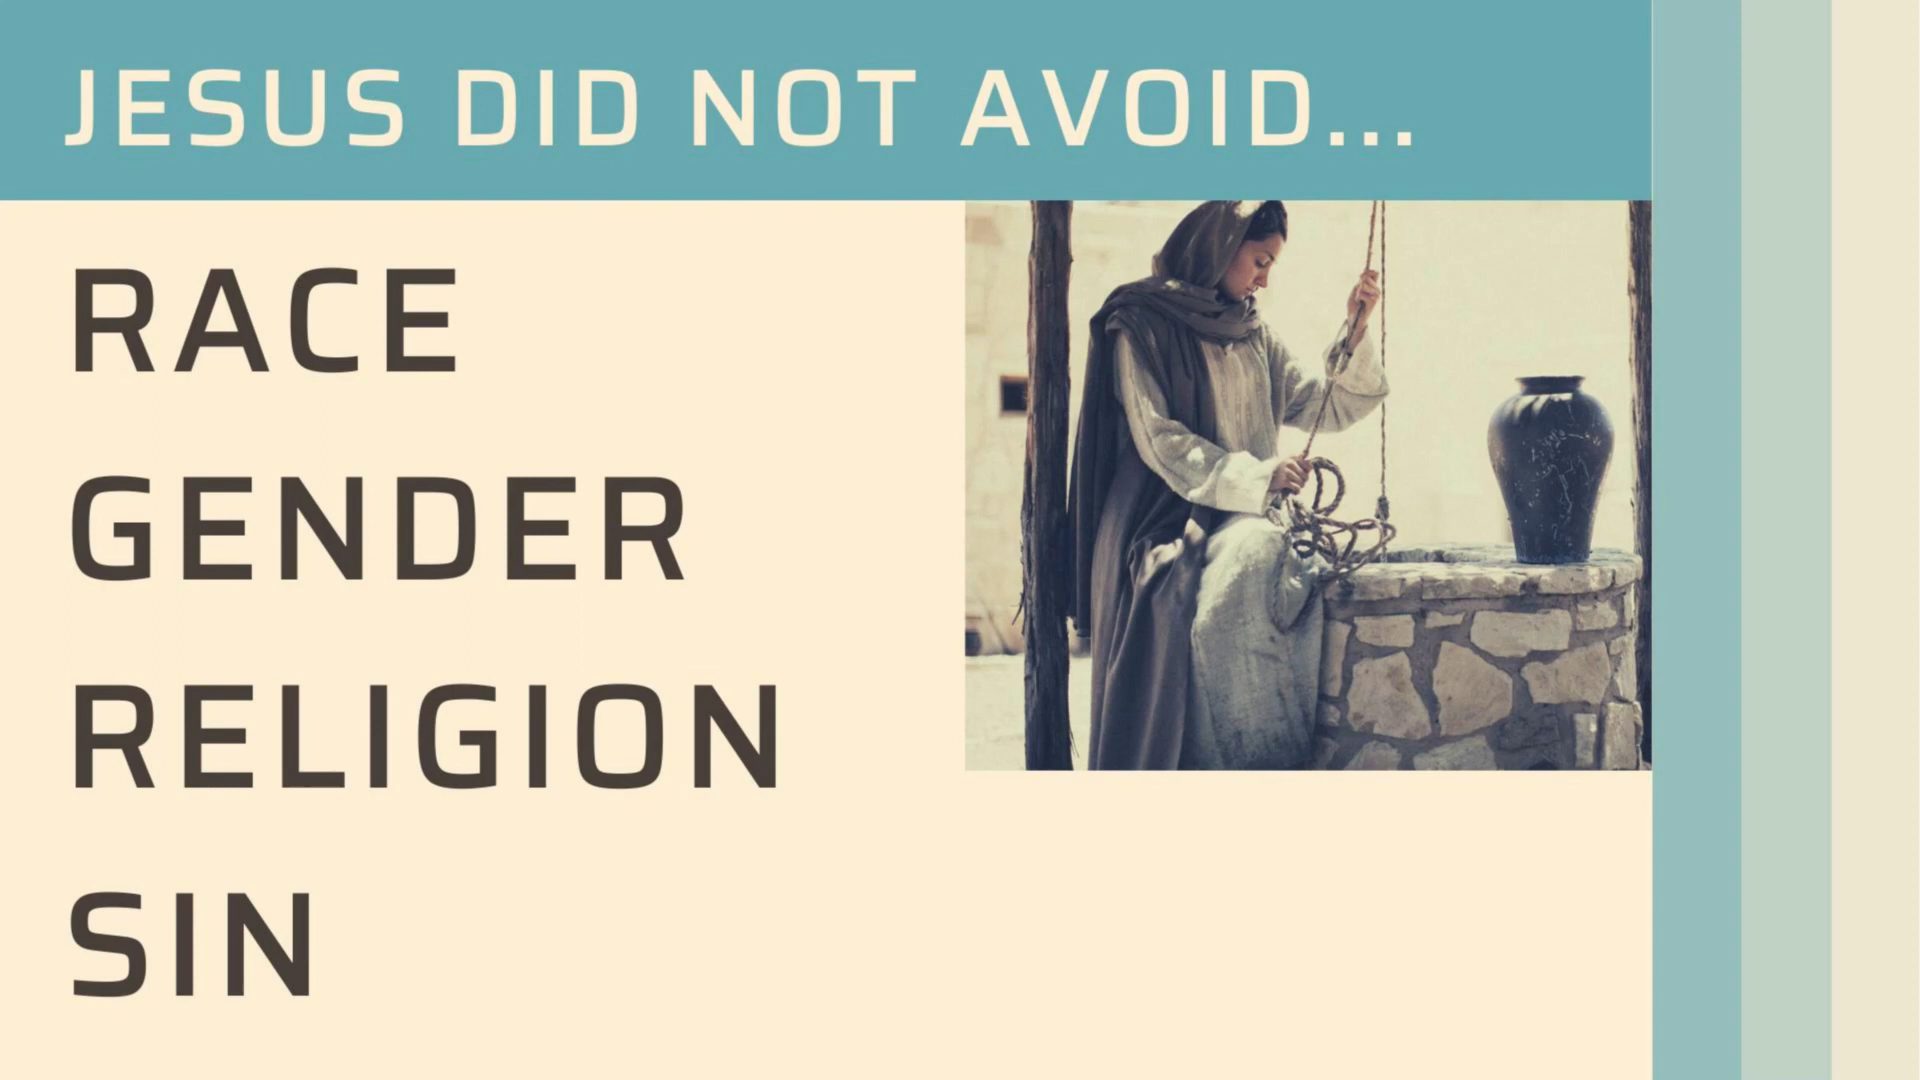 JESUS DID NOT AVOID...
RACE
GENDER
RELIGION
SIN